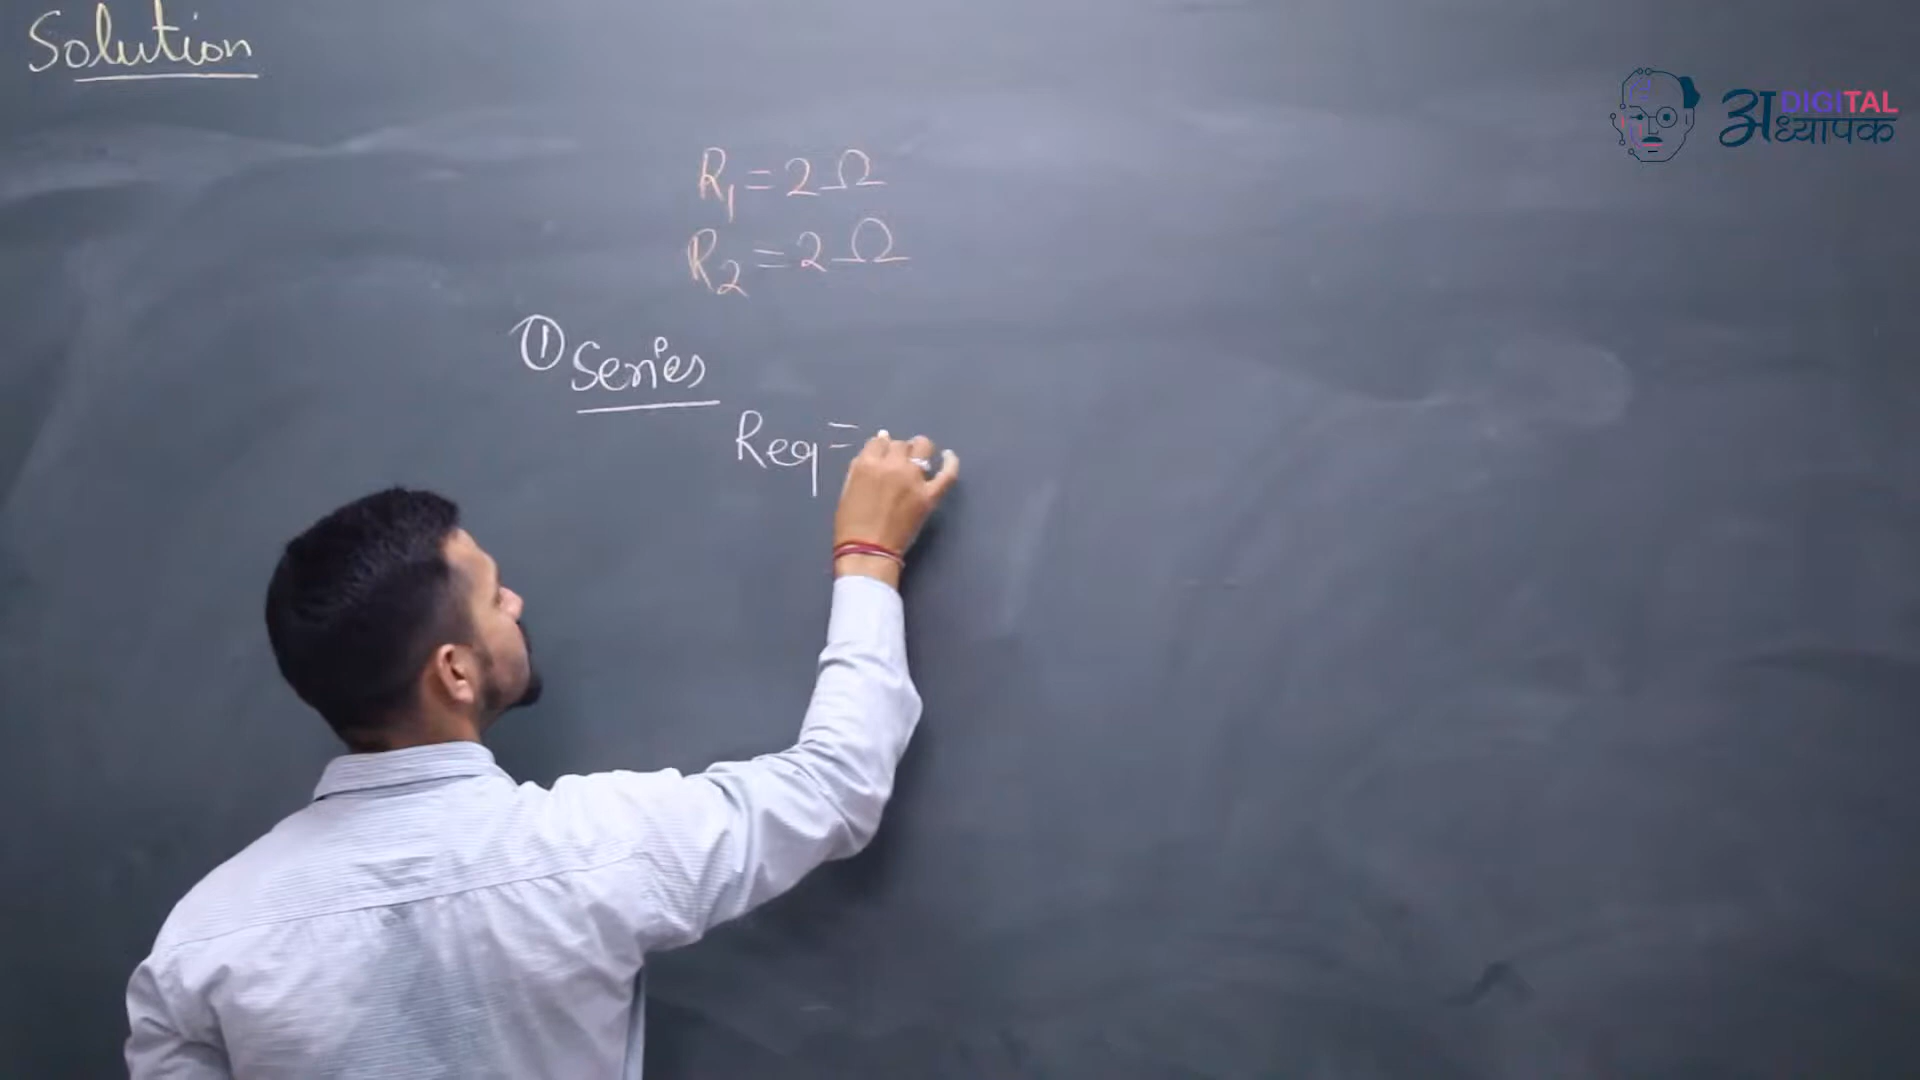 Solution
DIGITAL
अध्यापक
R1 = 2 Ω
R2 = 2 Ω
① Series
Req =